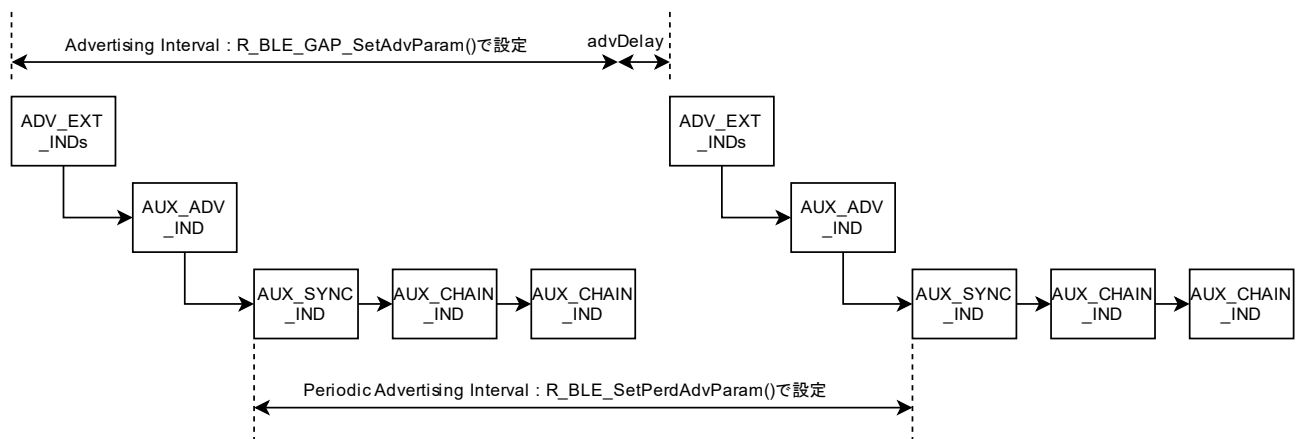 Advertising Interval : R_BLE_GAP_SetAdvParam()で設定
advDelay
ADV_EXT
_INDs
ADV_EXT
_INDs
AUX_ADV
_IND
AUX_ADV
_IND
AUX_SYNC
_IND
AUX_CHAIN
_IND
AUX_CHAIN
_IND
AUX_SYNC
_IND
AUX_CHAIN
_IND
AUX_CHAIN
_IND
Periodic Advertising Interval : R_BLE_SetPerdAdvParam()で設定